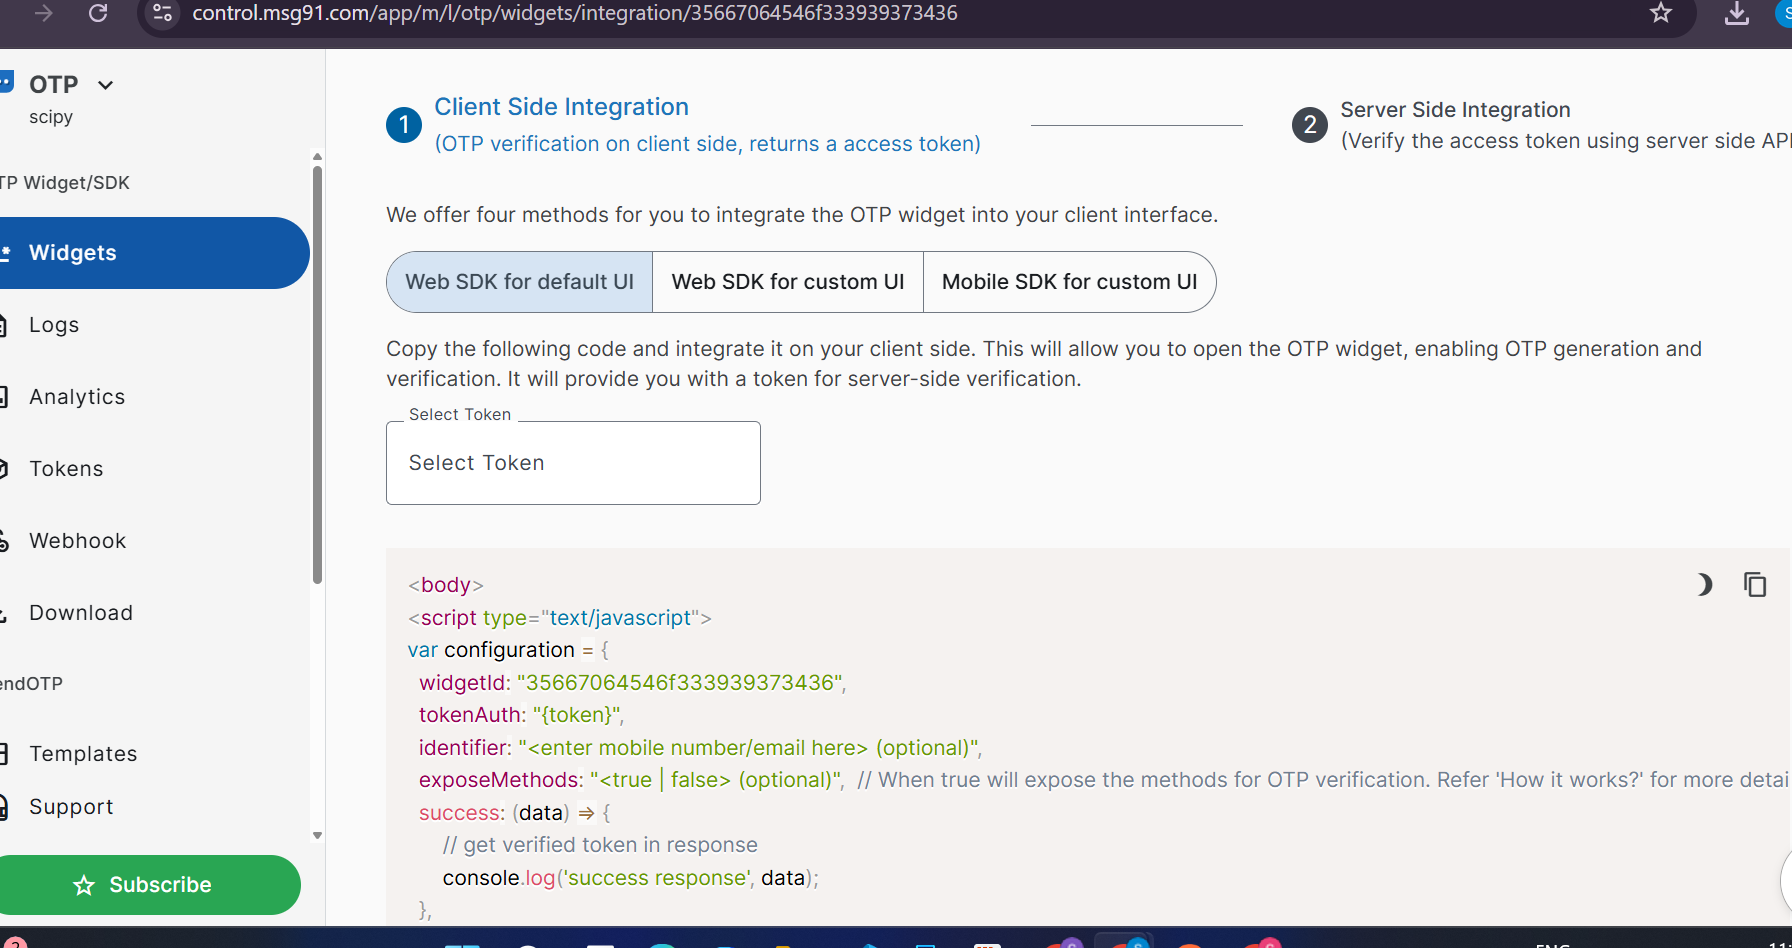 control.msg91.com/app/m/l/otp/widgets/integration/35667064546f333939373436
OTP
scipy
TP Widget/SDK
Widgets
Logs
Analytics
Tokens
Webhook
Download
endOTP
Templates
Support
Subscribe
1
Client Side Integration
(OTP verification on client side, returns a access token)
2
Server Side Integration
(Verify the access token using server side API
We offer four methods for you to integrate the OTP widget into your client interface.
Web SDK for default UI
Web SDK for custom UI
Mobile SDK for custom UI
Copy the following code and integrate it on your client side. This will allow you to open the OTP widget, enabling OTP generation and
verification. It will provide you with a token for server-side verification.
Select Token
Select Token
<body>
<script type="text/javascript">
var configuration = {
widgetId: "35667064546f333939373436",
tokenAuth: "{token}",
identifier: "<enter mobile number/email here> (optional)",
exposeMethods: "<true | false> (optional)", // When true will expose the methods for OTP verification. Refer 'How it works?' for more detai
success: (data) => {
// get verified token in response
console.log('success response', data);
},